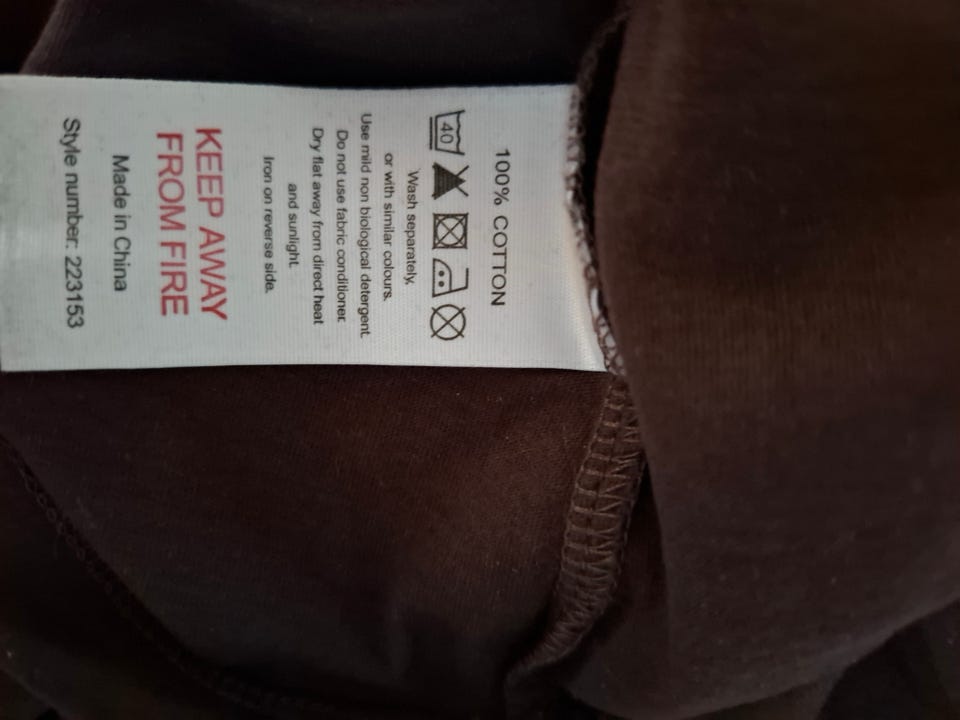 100% COTTON
40
Wash separately,
or with similar colours.
Use mild non biological detergent.
Do not use fabric conditioner.
Dry flat away from direct heat
and sunlight.
Iron on reverse side.
KEEP AWAY
FROM FIRE
Made in China
Style number: 223153